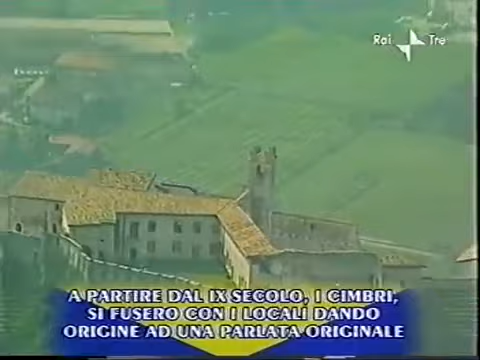 Rai Tre
A PARTIRE DAL IX SECOLO, I CIMBRI,
SI FUSERO CON I LOCALI DANDO
ORIGINE AD UNA PARLATA ORIGINALE